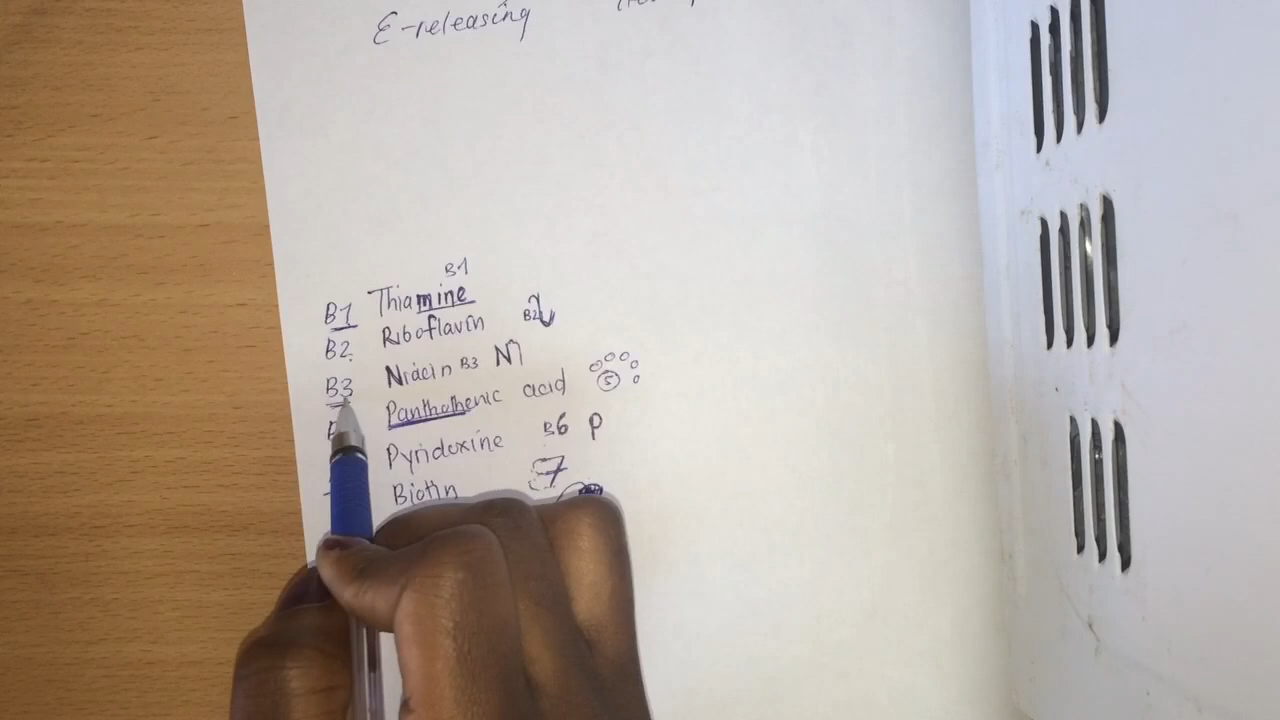 E-releasing
B1
B1 Thiamine
B2 Riboflavin B2
B3 Niacin B3 N
Panthothenic acid 5
Pyridoxine B6 P
Biotin 7